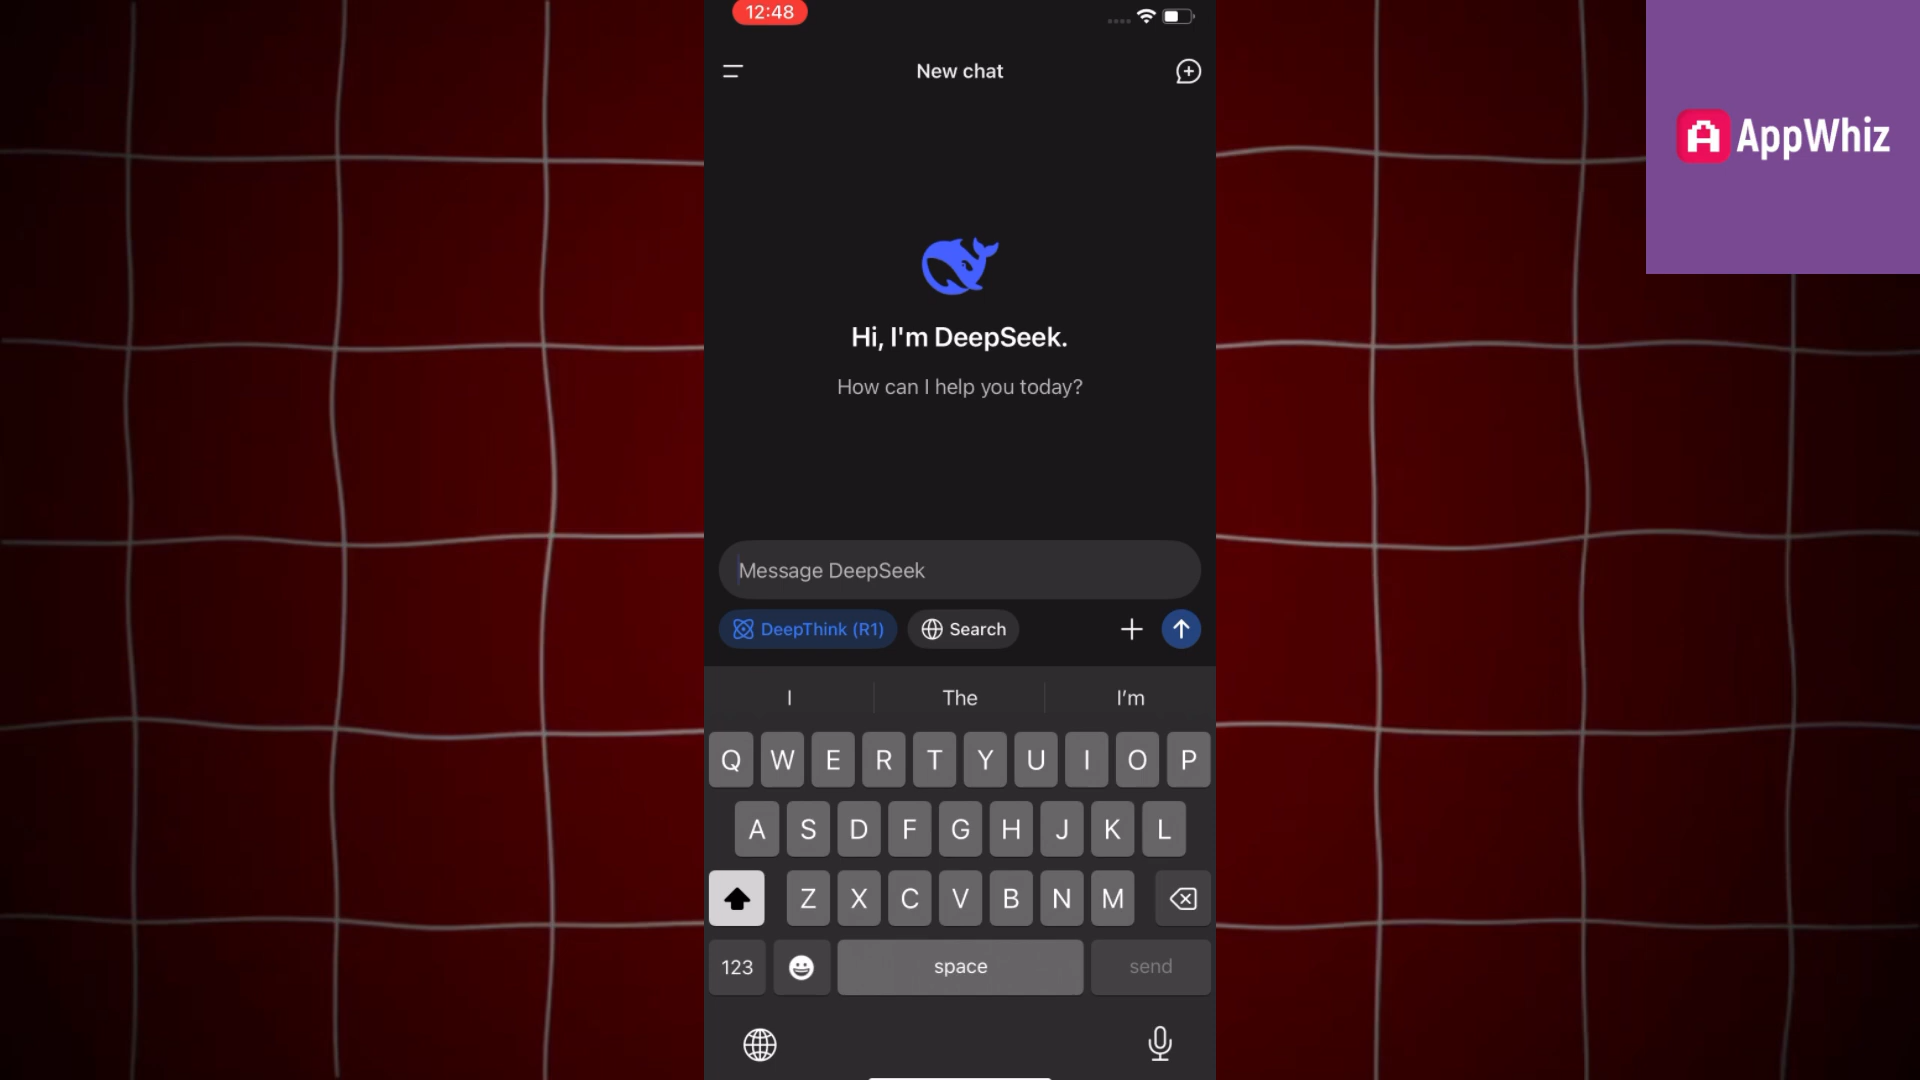 12:48
New chat
AppWhiz
Hi, I'm DeepSeek.
How can I help you today?
Message DeepSeek
DeepThink (R1) Search
I The I’m
Q W E R T Y U I O P
A S D F G H J K L
Z X C V B N M
123 space send